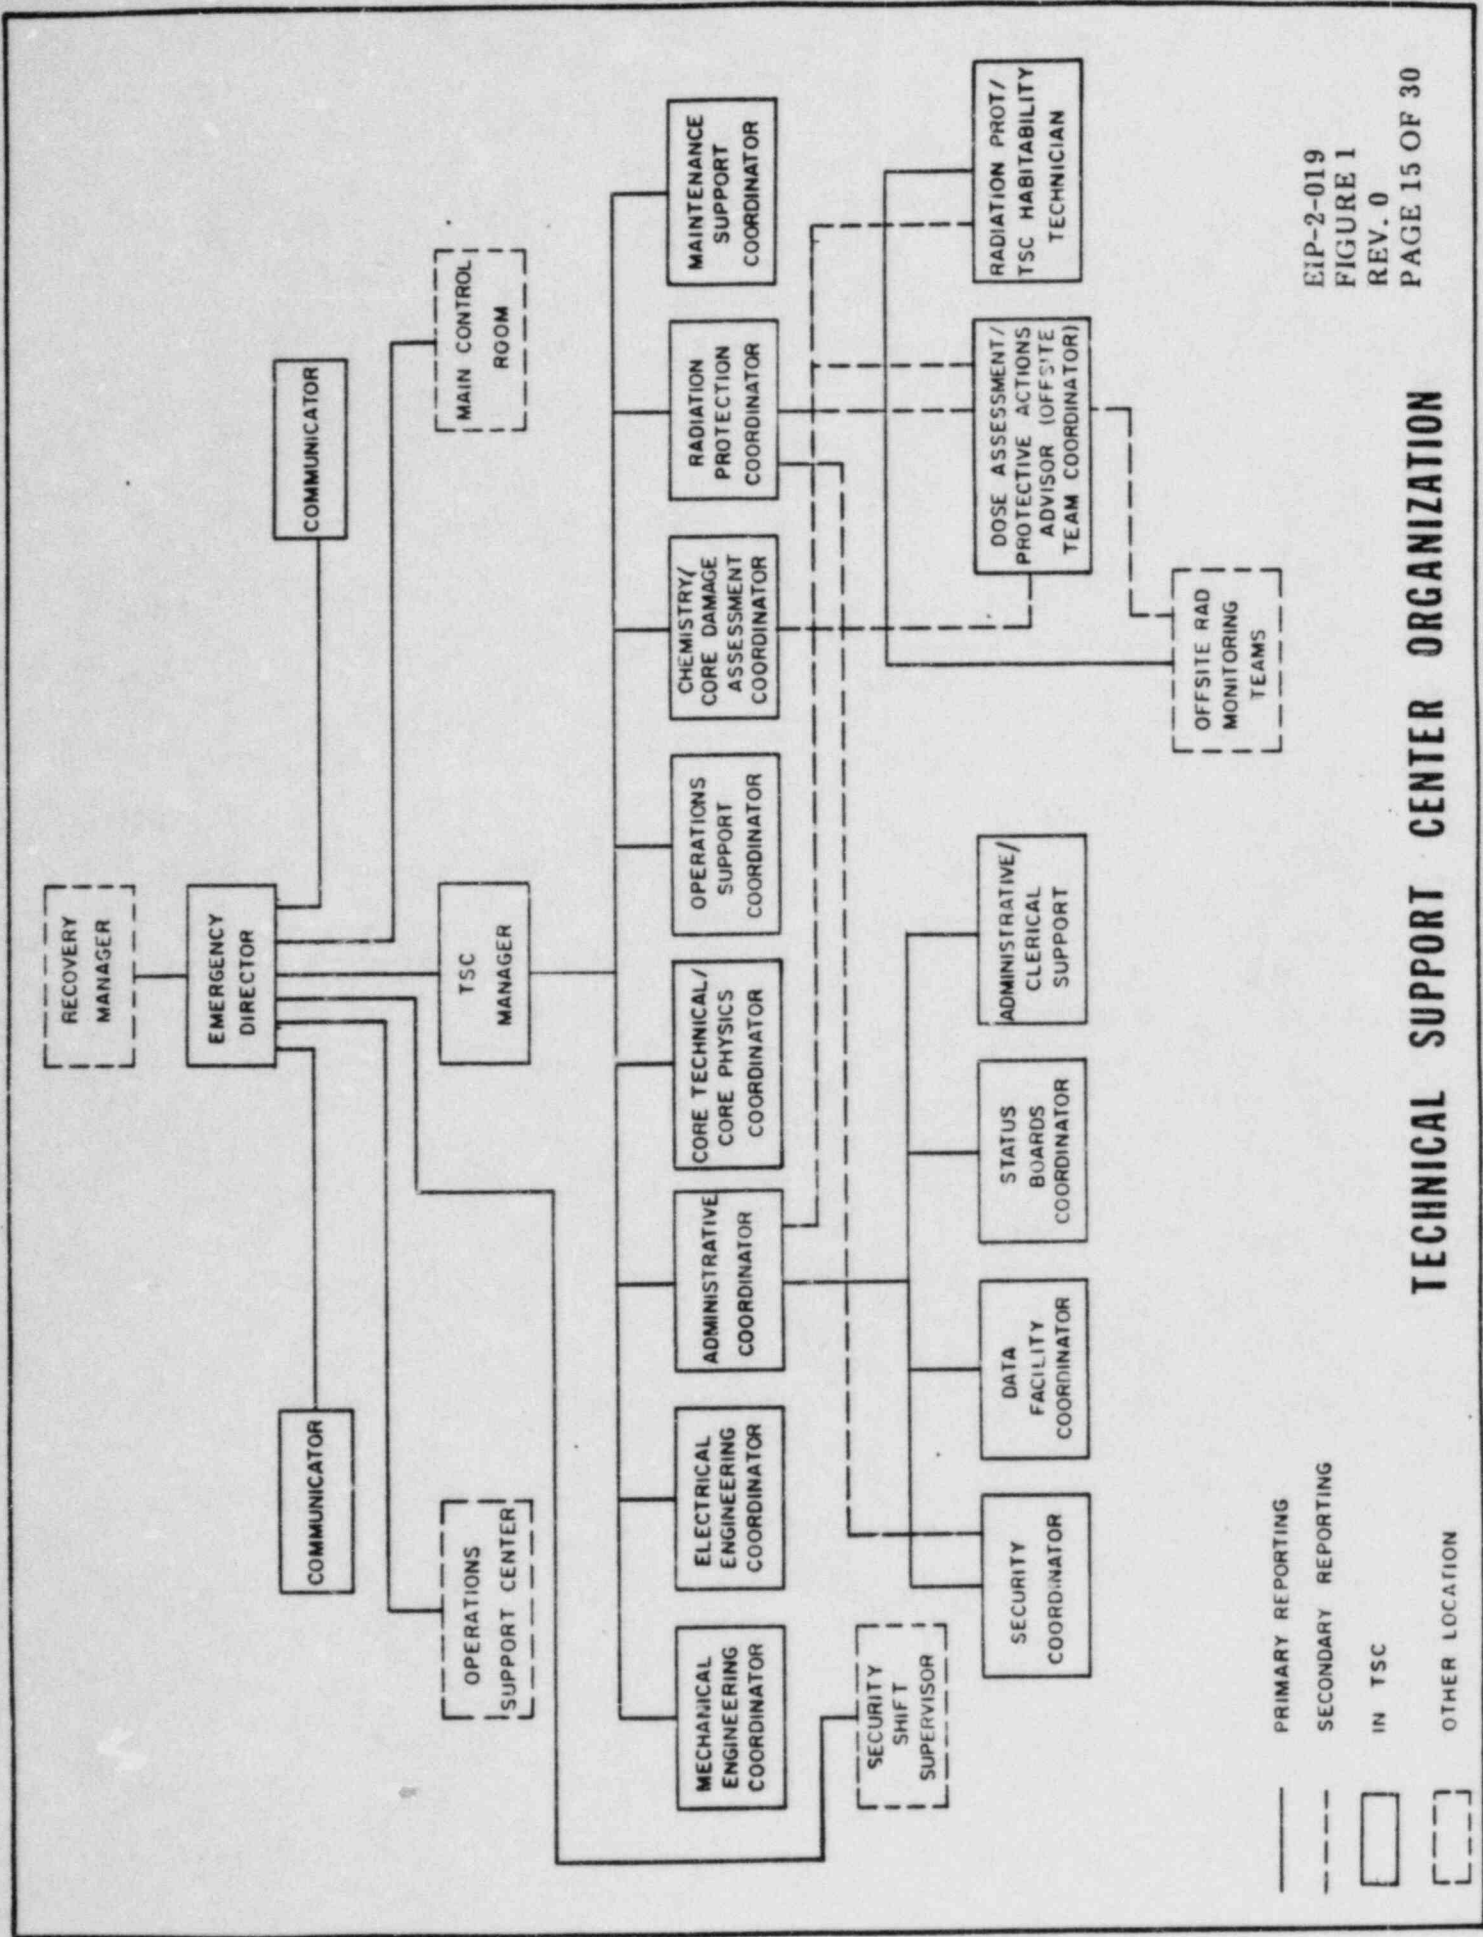 RECOVERY
MANAGER
EMERGENCY
DIRECTOR
COMMUNICATOR
COMMUNICATOR
OPERATIONS
SUPPORT CENTER
TSC
MANAGER
MAIN CONTROL
ROOM
MECHANICAL
ENGINEERING
COORDINATOR
ELECTRICAL
ENGINEERING
COORDINATOR
ADMINISTRATIVE
COORDINATOR
CORE TECHNICAL/
CORE PHYSICS
COORDINATOR
OPERATIONS
SUPPORT
COORDINATOR
CHEMISTRY/
CORE DAMAGE
ASSESSMENT
COORDINATOR
RADIATION
PROTECTION
COORDINATOR
MAINTENANCE
SUPPORT
COORDINATOR
SECURITY
SHIFT
SUPERVISOR
SECURITY
COORDINATOR
DATA
FACILITY
COORDINATOR
STATUS
BOARDS
COORDINATOR
ADMINISTRATIVE/
CLERICAL
SUPPORT
DOSE ASSESSMENT/
PROTECTIVE ACTIONS
ADVISOR (OFFSITE
TEAM COORDINATOR)
RADIATION PROT/
TSC HABITABILITY
TECHNICIAN
OFFSITE RAD
MONITORING
TEAMS
PRIMARY REPORTING
SECONDARY REPORTING
IN TSC
OTHER LOCATION
TECHNICAL SUPPORT CENTER ORGANIZATION
EIP-2-019
FIGURE 1
REV. 0
PAGE 15 OF 30